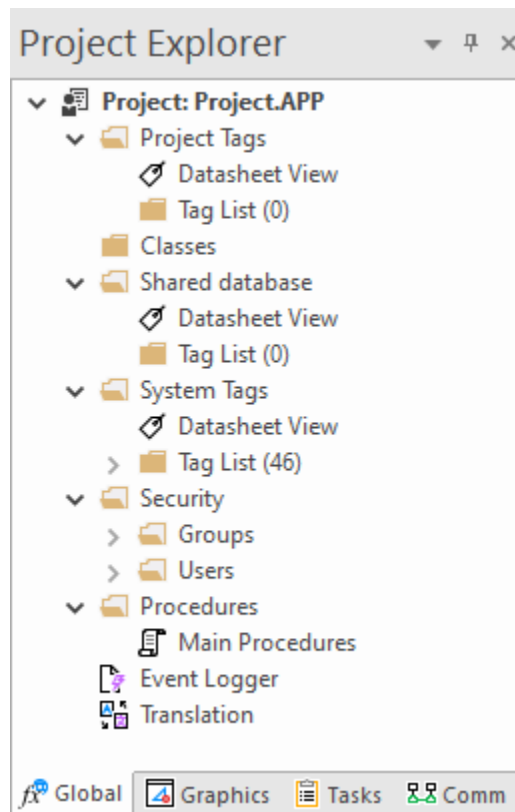 Project Explorer
Project: Project.APP
Project Tags
Datasheet View
Tag List (0)
Classes
Shared database
Datasheet View
Tag List (0)
System Tags
Datasheet View
Tag List (46)
Security
Groups
Users
Procedures
Main Procedures
Event Logger
Translation
Global Graphics Tasks Comm